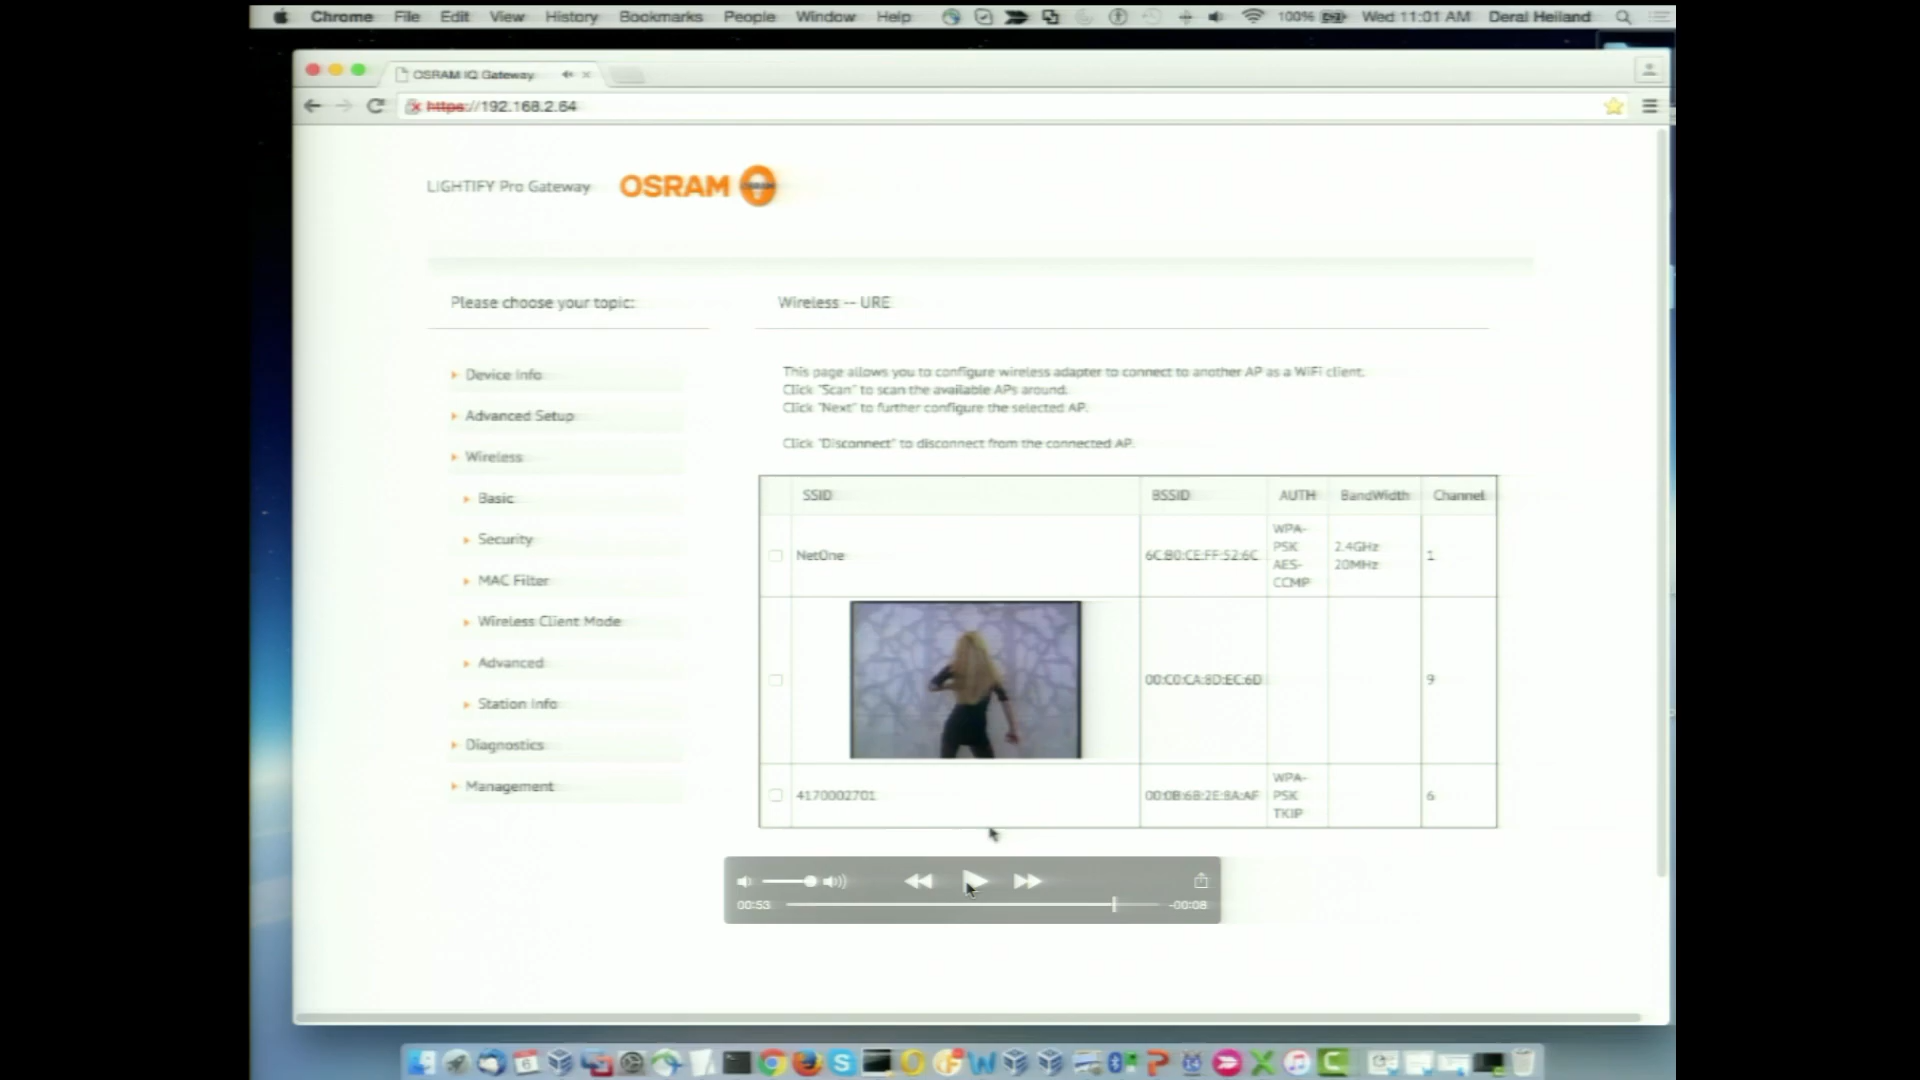 Chrome File Edit View History Bookmarks People Window Help 100% Wed 11:01 AM Deral Heiland
OSRAM IQ Gateway
https://192.168.2.64
LIGHTIFY Pro Gateway OSRAM
Please choose your topic:
Wireless -- URE
Device Info
Advanced Setup
Wireless
Basic
Security
MAC Filter
Wireless Client Mode
Advanced
Station Info
Diagnostics
Management
This page allows you to configure wireless adapter to connect to another AP as a WiFi client.
Click "Scan" to scan the available APs around.
Click "Next" to further configure the selected AP.
Click "Disconnect" to disconnect from the connected AP.
SSID BSSID AUTH BandWidth Channel
NetOne 6C:B0:CE:FF:52:6C WPA-PSK AES-CCMP 2.4GHz 20MHz 1
00:C0:CA:8D:EC:6D 9
4170002701 00:0B:6B:2E:8A:AF WPA-PSK TKIP 6
00:53 -00:08